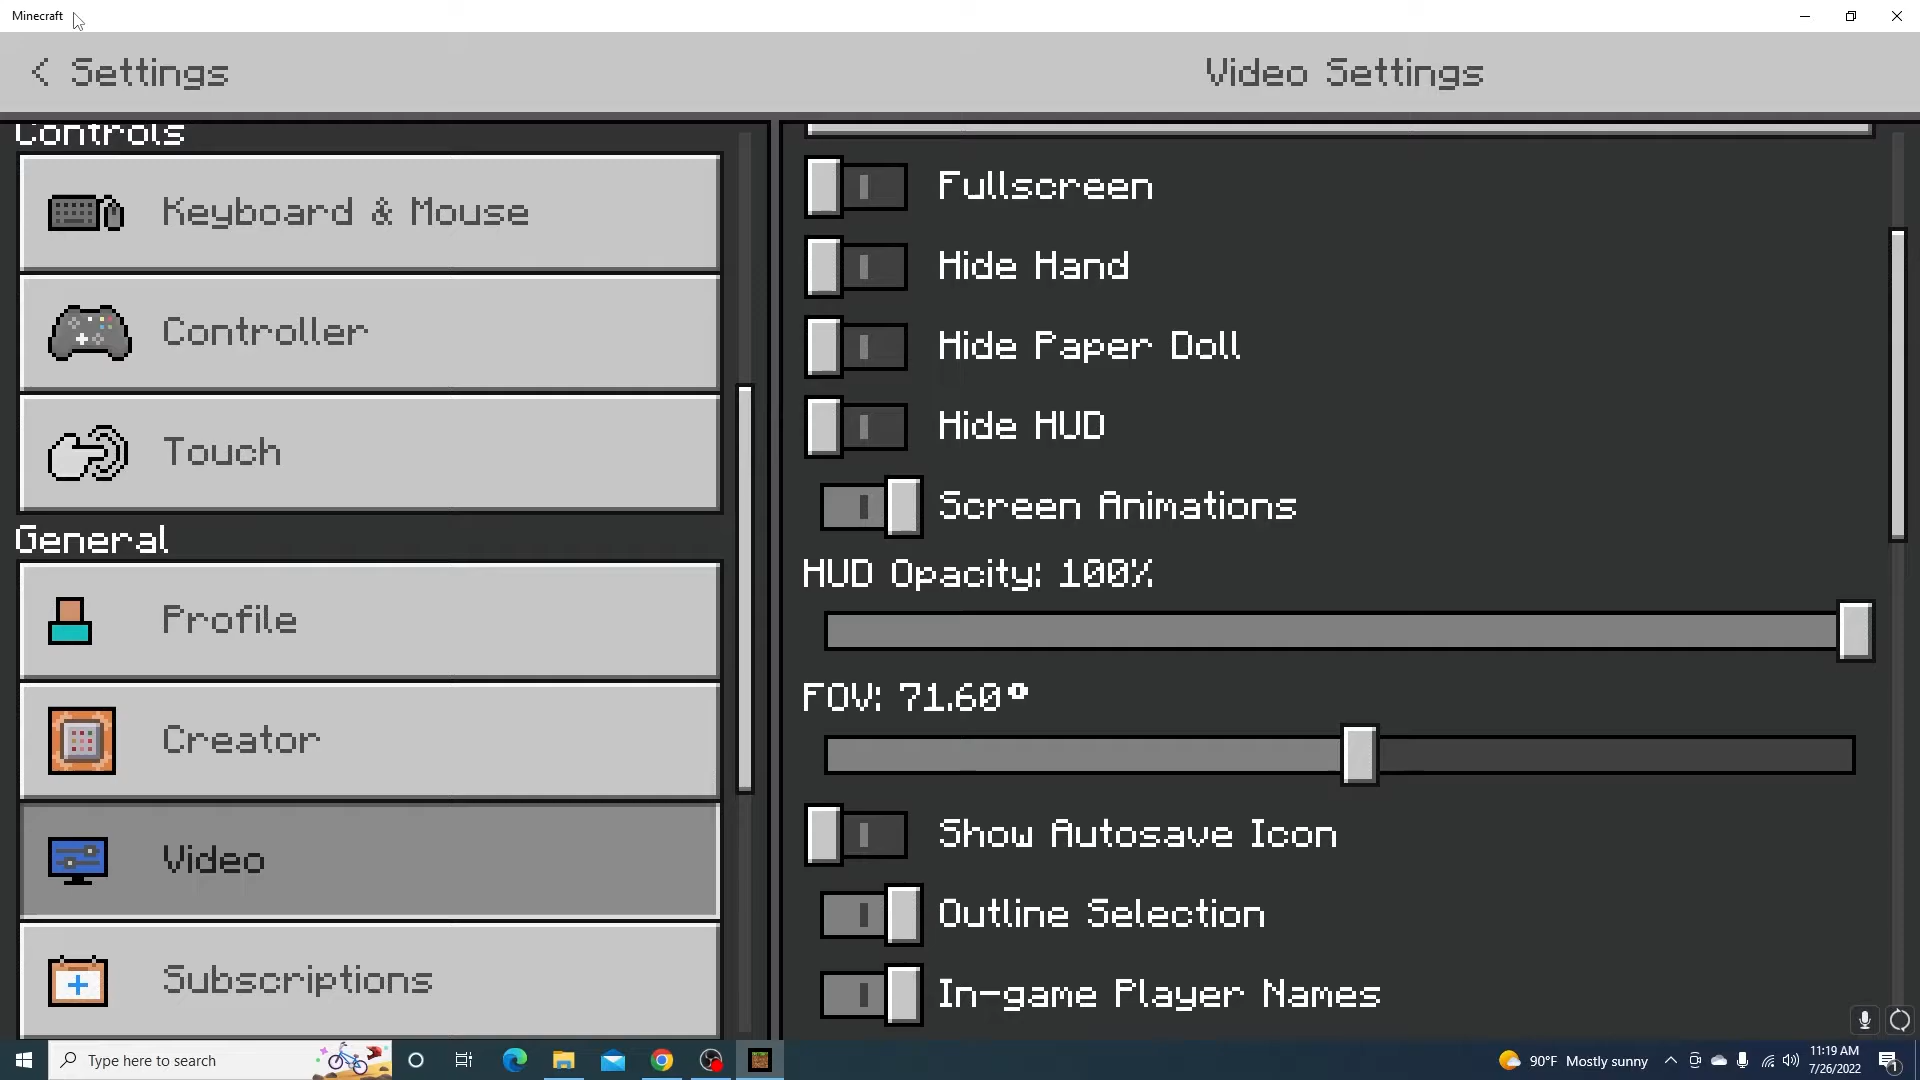 Minecraft
Settings
Video Settings
Controls
Keyboard & Mouse
Controller
Touch
General
Profile
Creator
Video
Subscriptions
Fullscreen
Hide Hand
Hide Paper Doll
Hide HUD
Screen Animations
HUD Opacity: 100%
FOV: 71.60°
Show Autosave Icon
Outline Selection
In-game Player Names
Type here to search
90°F Mostly sunny
11:19 AM
7/26/2022
1